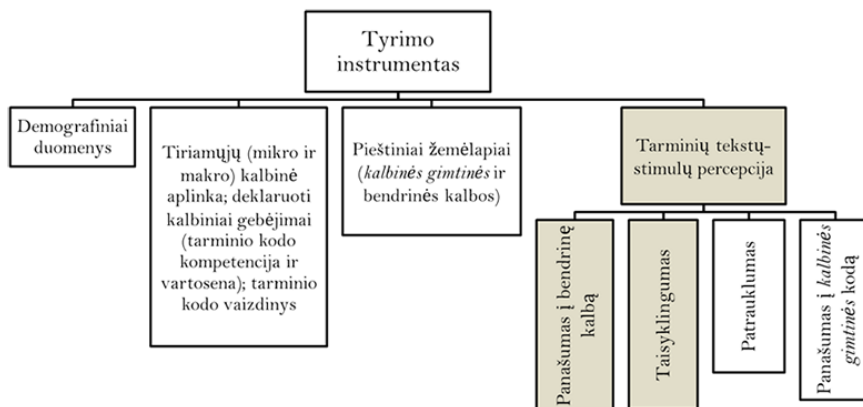 Tyrimo
instrumentas
Demografiniai
duomenys
Tiriamųjų (mikro ir
makro) kalbinė
aplinka; deklaruoti
kalbiniai gebėjimai
(tarminio kodo
kompetencija ir
vartosena); tarminio
kodo vaizdinys
Pieštiniai žemėlapiai
(kalbinės gimtinės ir
bendrinės kalbos)
Tarminių tekstų-
stimulų percepcija
Panašumas į bendrinę
kalbą
Taisyklingumas
Patrauklumas
Panašumas į kalbinės
gimtinės kodą